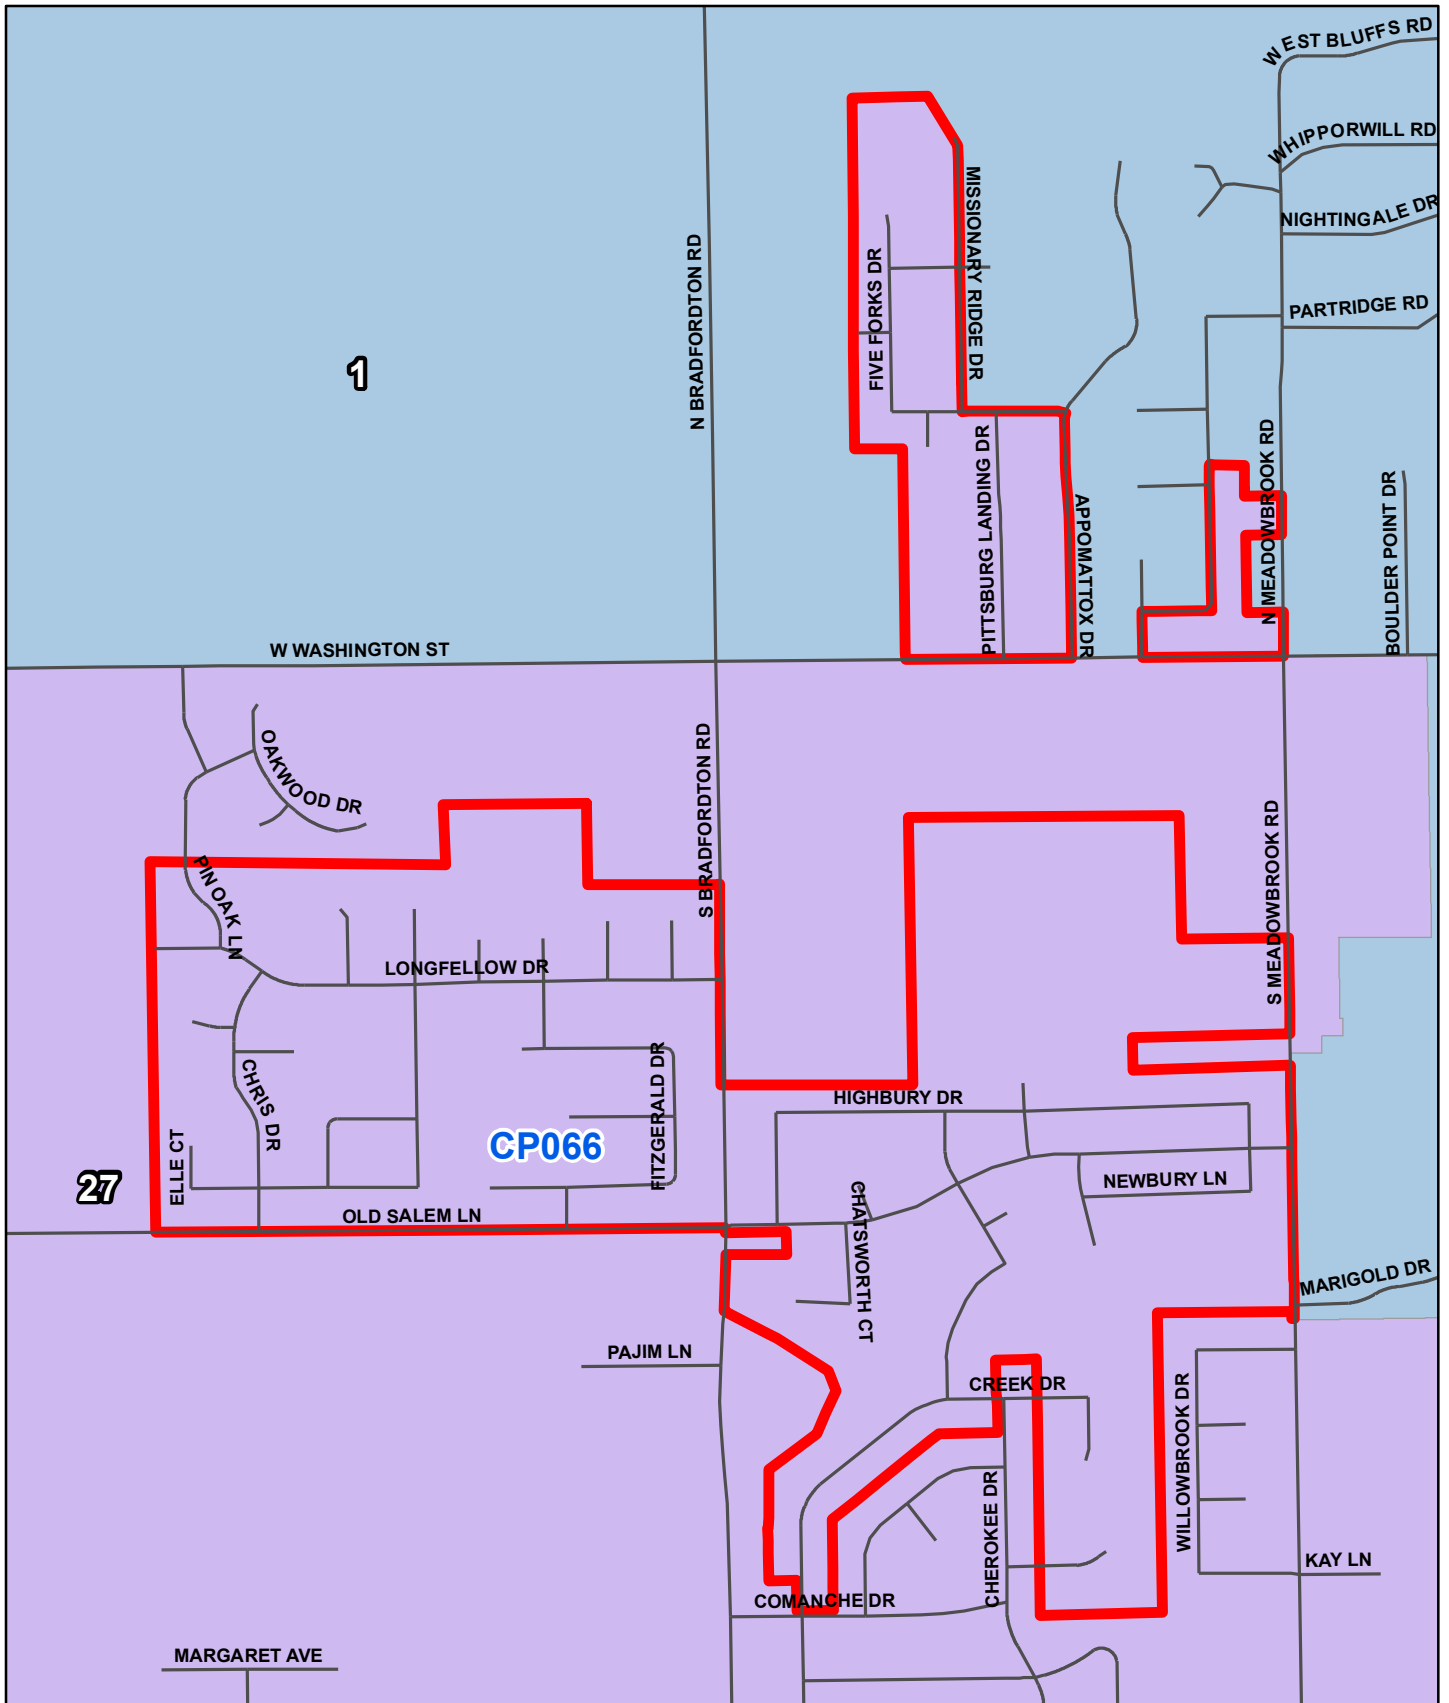 WEST BLUFFS RD
WHIPPORWILL RD
NIGHTINGALE DR
PARTRIDGE RD
MISSIONARY RIDGE DR
N BRADFORDTON RD
FIVE FORKS DR
1
PITTSBURG LANDING DR
N MEADOWBROOK RD
APPOMATTOX DR
BOULDER POINT DR
W WASHINGTON ST
OAKWOOD DR
S BRADFORDTON RD
S MEADOWBROOK RD
PIN OAK LN
LONGFELLOW DR
CHRIS DR
FITZGERALD DR
HIGHBURY DR
CP066
ELLE CT
27
NEWBURY LN
CHATSWORTH CT
OLD SALEM LN
MARIGOLD DR
PAJIM LN
CREEK DR
WILLOWBROOK DR
CHEROKEE DR
KAY LN
COMANCHE DR
MARGARET AVE